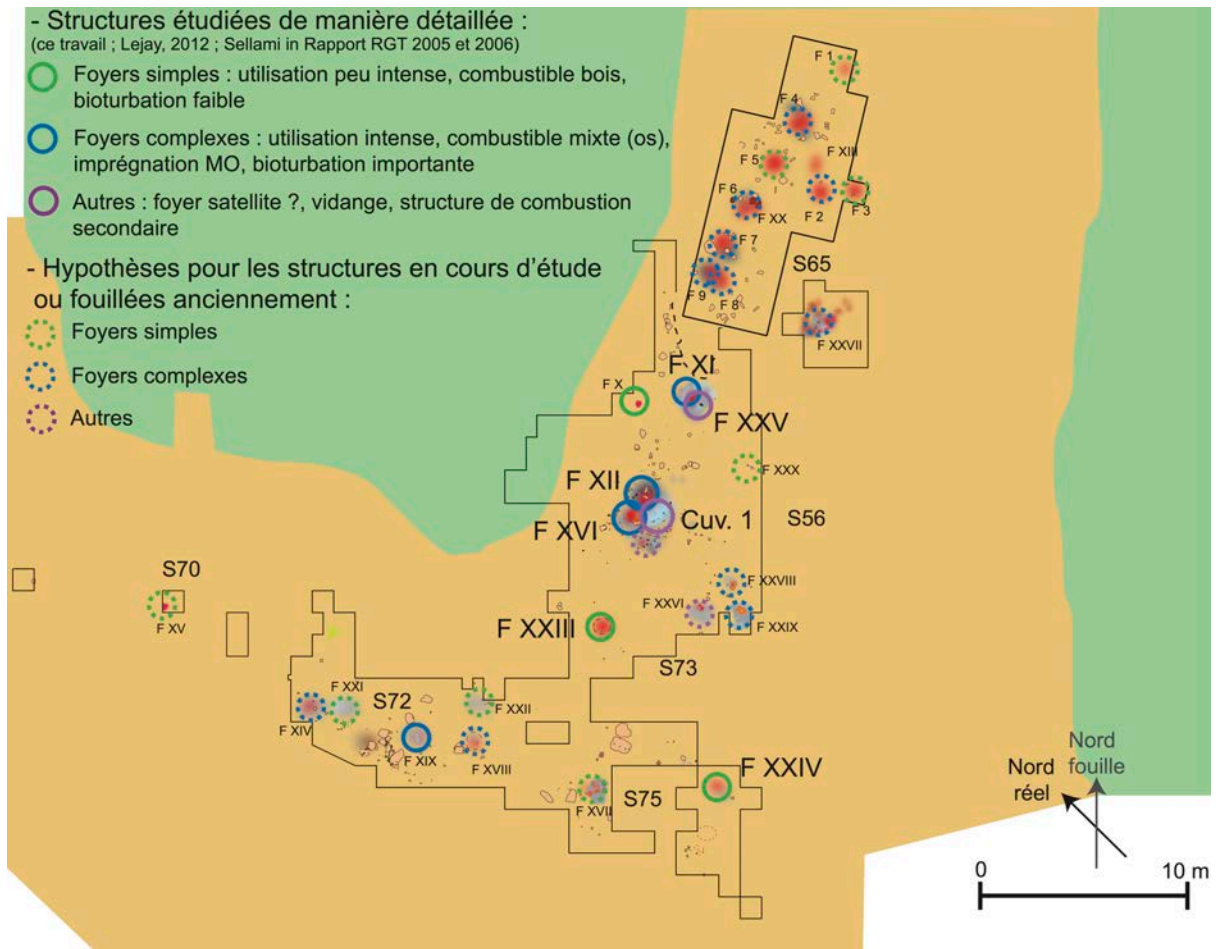 - Structures étudiées de manière détaillée :
(ce travail ; Lejay, 2012 ; Sellami in Rapport RGT 2005 et 2006)
Foyers simples : utilisation peu intense, combustible bois,
bioturbation faible
Foyers complexes : utilisation intense, combustible mixte (os),
imprégnation MO, bioturbation importante
Autres : foyer satellite ?, vidange, structure de combustion
secondaire
- Hypothèses pour les structures en cours d'étude
ou fouillées anciennement :
Foyers simples
Foyers complexes
Autres
F 1
F 4
F XIII
F 5
F 6
F XX
F 2
F 3
F 7
F 9
F 8
S65
F XXVII
F XI
F X
F XXV
F XXX
F XII
F XVI
Cuv. 1
S56
S70
F XV
F XXVIII
F XXVI
F XXIX
F XXIII
S73
F XXI
S72
F XXII
F XIV
F XIX
F XVIII
F XXIV
F XVII
S75
Nord
fouille
Nord
réel
0
10 m